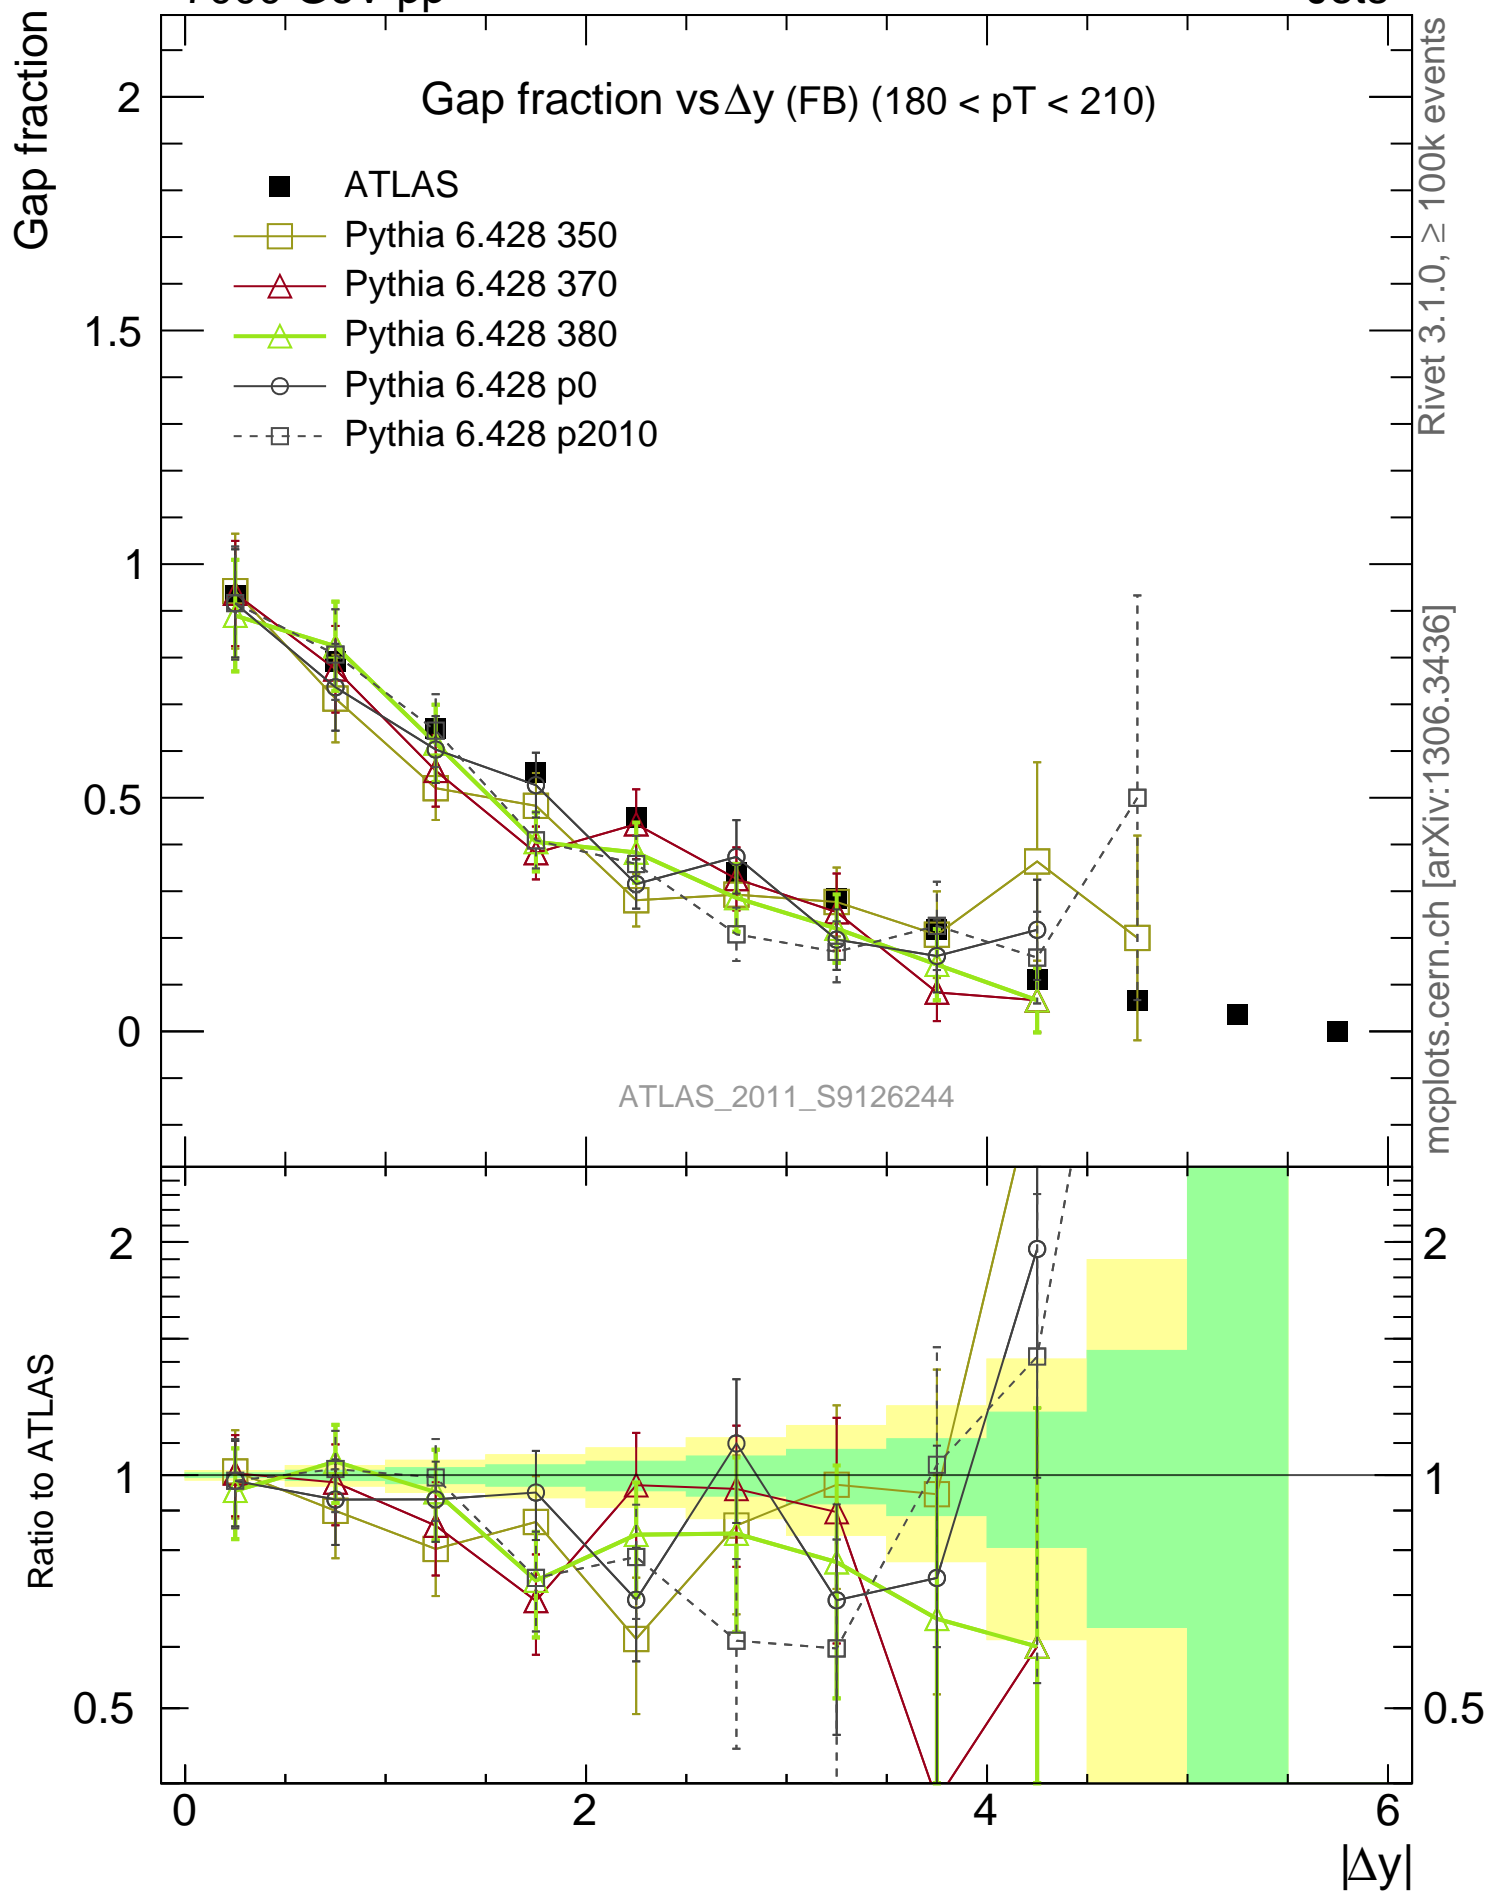 Gap fraction
Gap fraction vs Δy (FB) (180 < pT < 210)
ATLAS
Pythia 6.428 350
Pythia 6.428 370
Pythia 6.428 380
Pythia 6.428 p0
Pythia 6.428 p2010
2
1.5
1
0.5
0
ATLAS_2011_S9126244
Rivet 3.1.0, ≥ 100k events
mcplots.cern.ch [arXiv:1306.3436]
Ratio to ATLAS
2
1
0.5
2
1
0.5
0
2
4
6
|Δy|